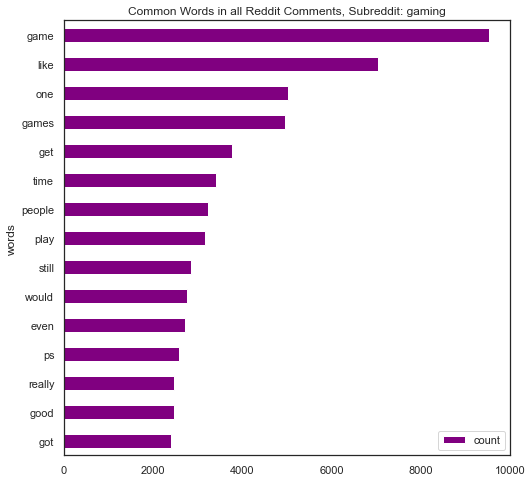 Common Words in all Reddit Comments, Subreddit: gaming
words
game
like
one
games
get
time
people
play
still
would
even
ps
really
good
got
count
0 2000 4000 6000 8000 10000